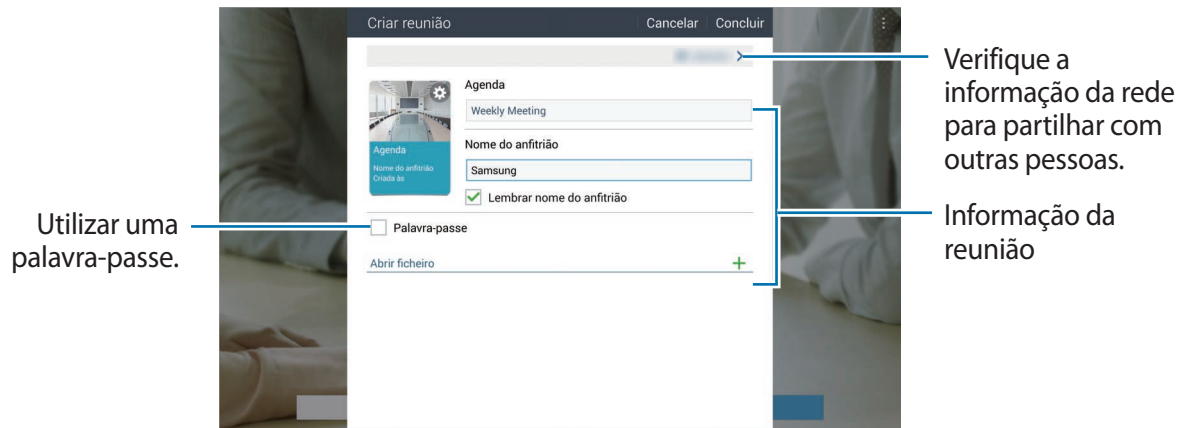 Criar reunião Cancelar Concluir
Verifique a
informação da rede
para partilhar com
outras pessoas.
Agenda
Weekly Meeting
Nome do anfitrião
Samsung
Lembrar nome do anfitrião
Agenda
Nome do anfitrião
Criada às
Informação da
reunião
Utilizar uma
palavra-passe.
Palavra-passe
Abrir ficheiro